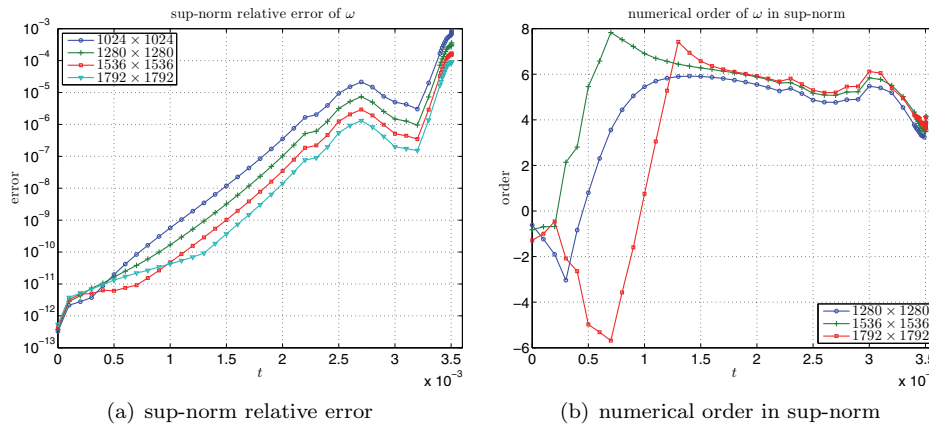 sup-norm relative error of ω
10⁻³
10⁻⁴
10⁻⁵
10⁻⁶
10⁻⁷
10⁻⁸
10⁻⁹
10⁻¹⁰
10⁻¹¹
10⁻¹²
10⁻¹³
error
1024 × 1024
1280 × 1280
1536 × 1536
1792 × 1792
0 0.5 1 1.5 2 2.5 3 3.5
t
x 10⁻³
(a) sup-norm relative error
numerical order of ω in sup-norm
8
6
4
2
0
−2
−4
−6
order
1280 × 1280
1536 × 1536
1792 × 1792
0 0.5 1 1.5 2 2.5 3 3.5
t
x 10⁻³
(b) numerical order in sup-norm